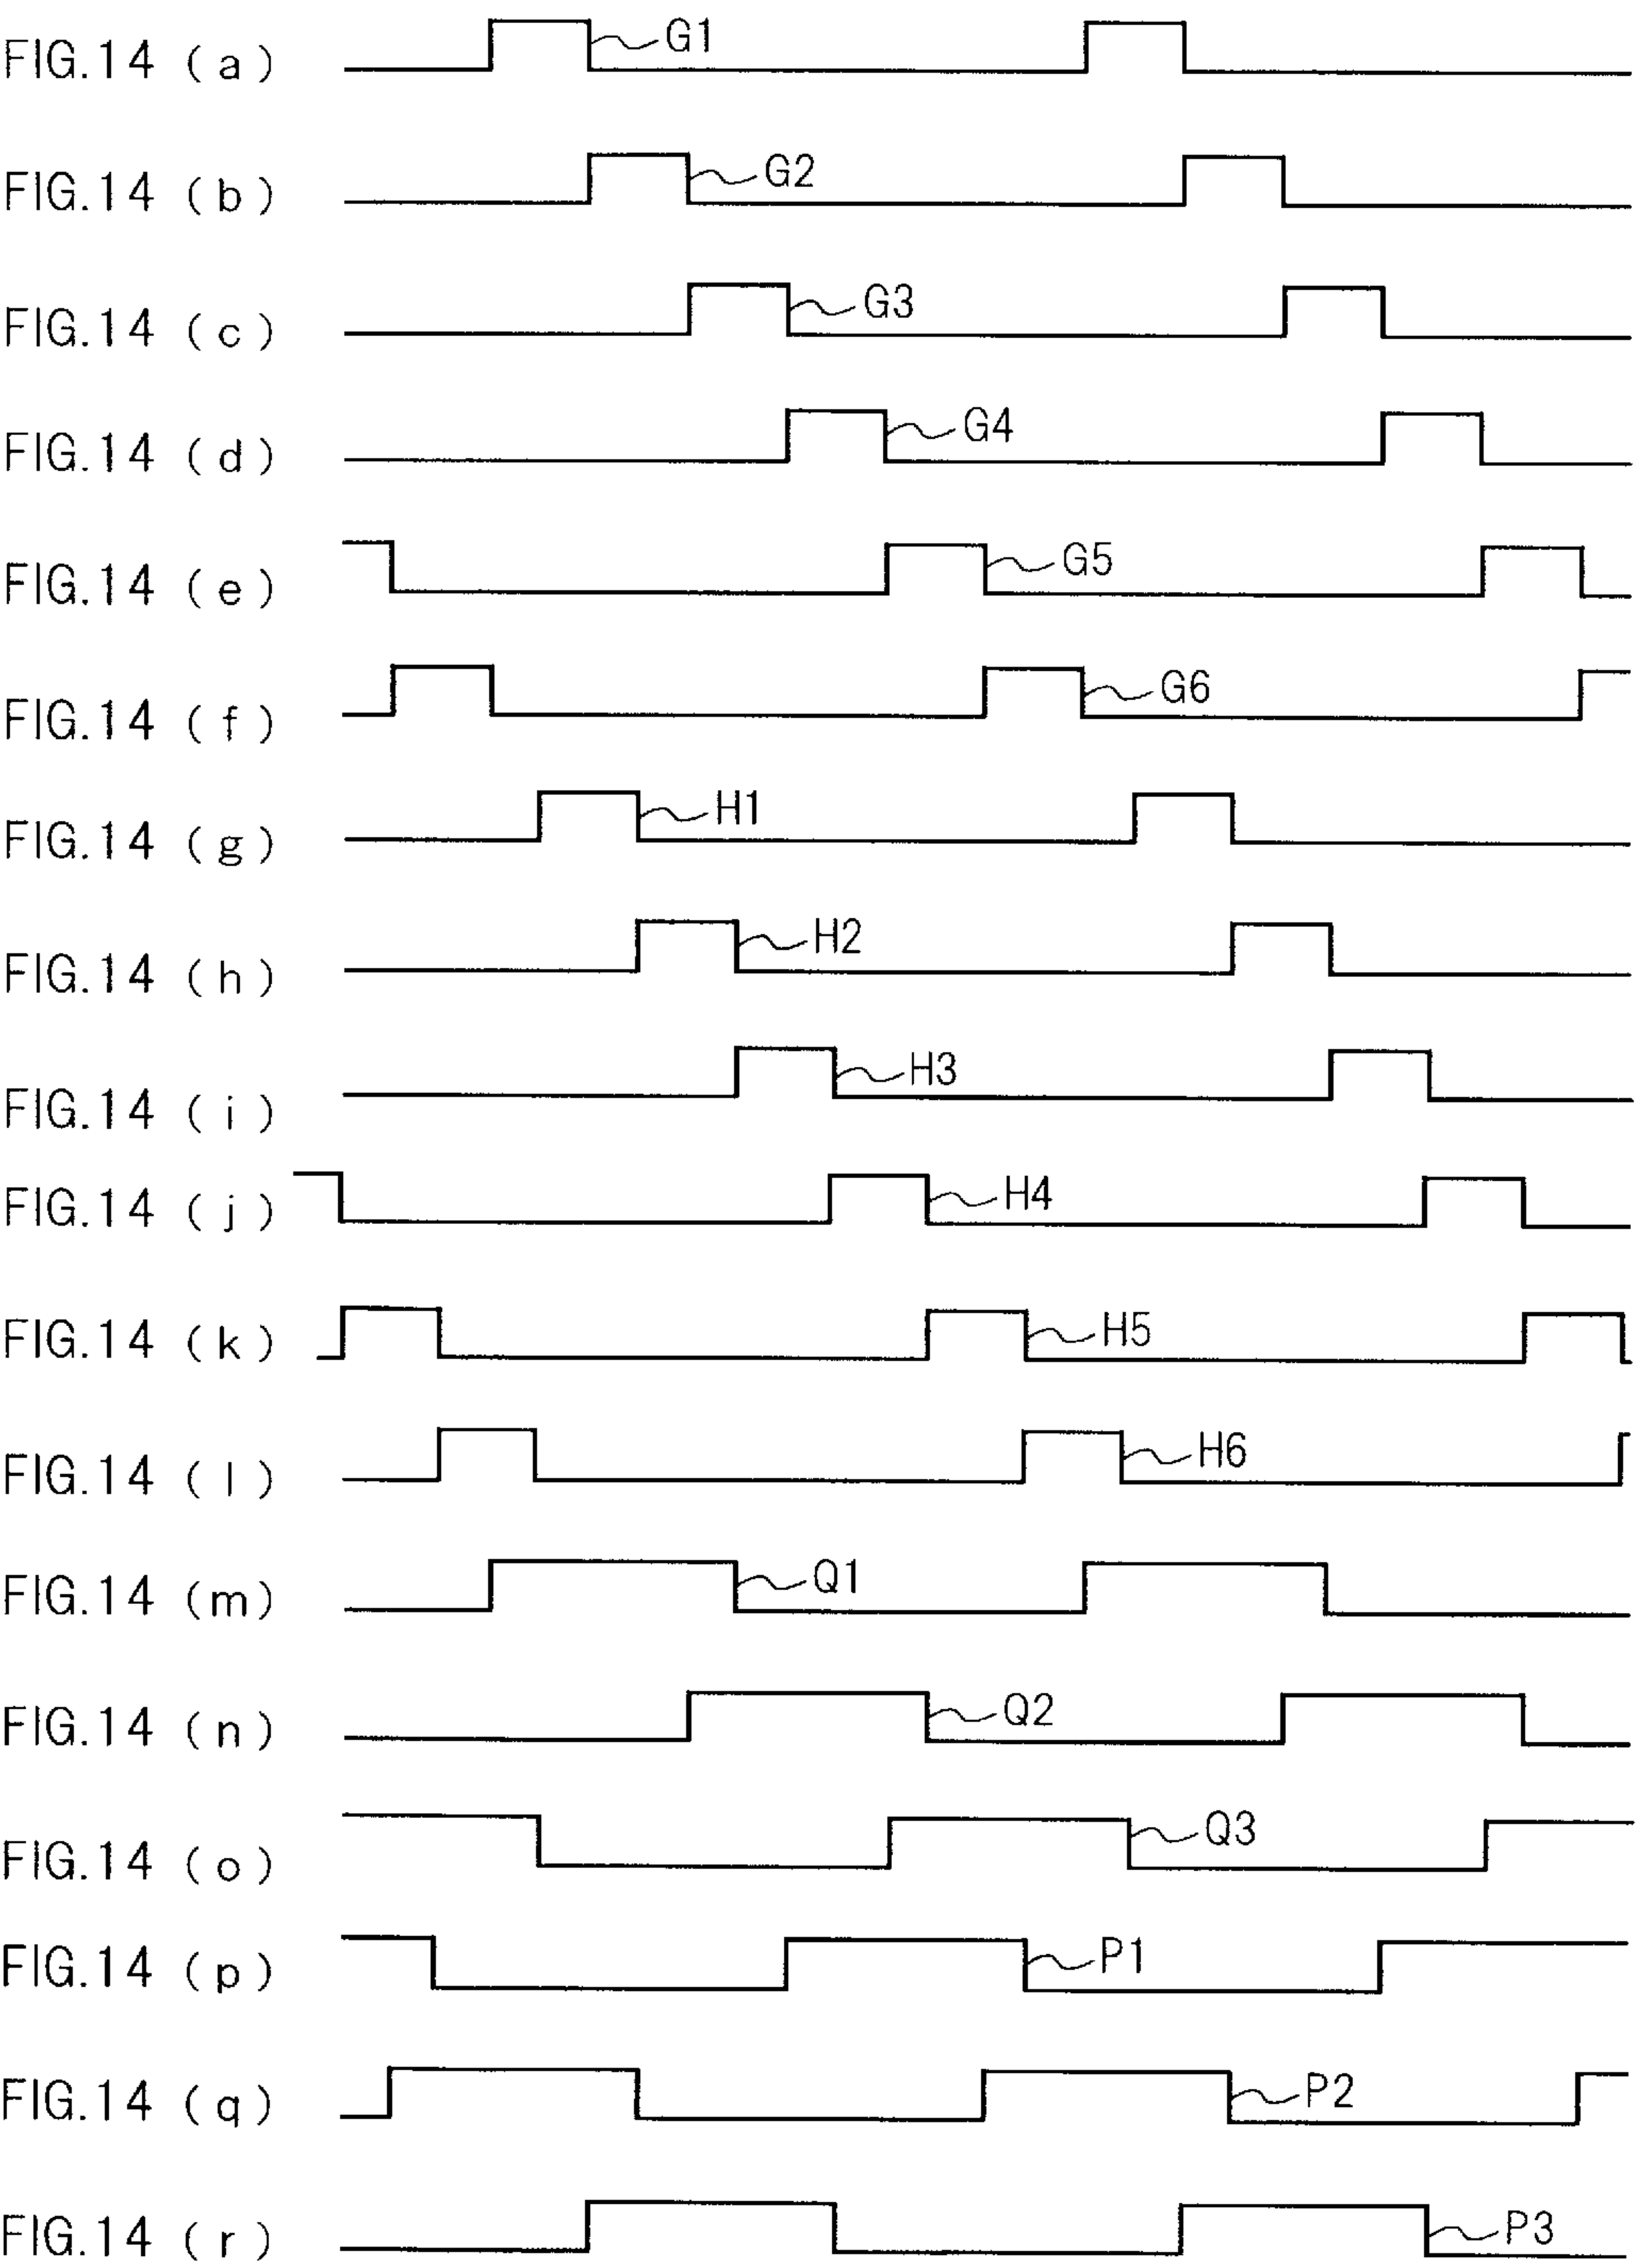 FIG.14 (a) G1
FIG.14 (b) G2
FIG.14 (c) G3
FIG.14 (d) G4
FIG.14 (e) G5
FIG.14 (f) G6
FIG.14 (g) H1
FIG.14 (h) H2
FIG.14 (i) H3
FIG.14 (j) H4
FIG.14 (k) H5
FIG.14 (l) H6
FIG.14 (m) Q1
FIG.14 (n) Q2
FIG.14 (o) Q3
FIG.14 (p) P1
FIG.14 (q) P2
FIG.14 (r) P3